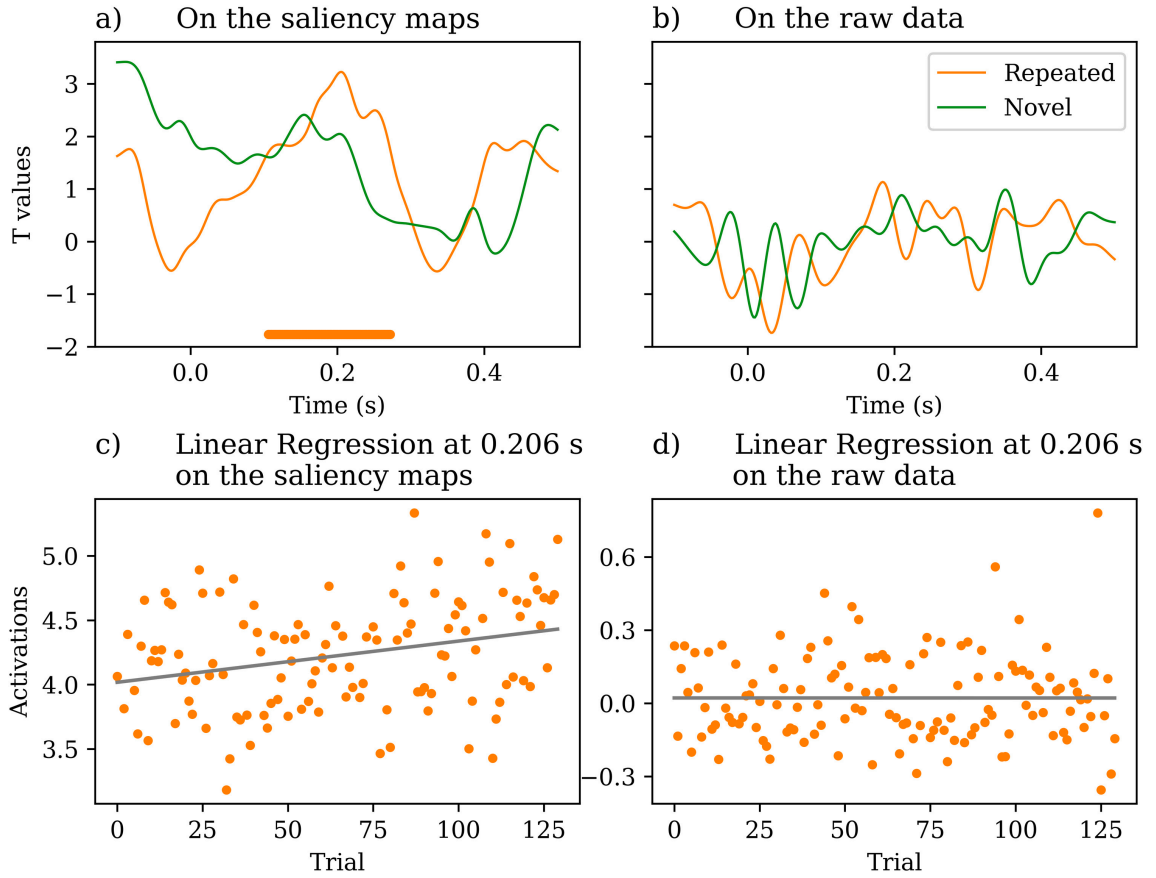 a) On the saliency maps
b) On the raw data
T values
3
2
1
0
−1
−2
0.0 0.2 0.4
Time (s)
Repeated
Novel
0.0 0.2 0.4
Time (s)
c) Linear Regression at 0.206 s
on the saliency maps
d) Linear Regression at 0.206 s
on the raw data
Activations
5.0
4.5
4.0
3.5
0 25 50 75 100 125
Trial
0.6
0.3
0.0
−0.3
0 25 50 75 100 125
Trial